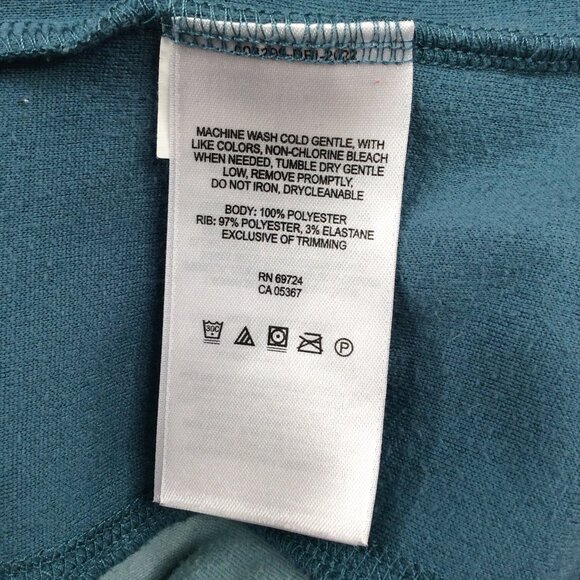 MACHINE WASH COLD GENTLE, WITH
LIKE COLORS, NON-CHLORINE BLEACH
WHEN NEEDED, TUMBLE DRY GENTLE
LOW, REMOVE PROMPTLY,
DO NOT IRON, DRYCLEANABLE
BODY: 100% POLYESTER
RIB: 97% POLYESTER, 3% ELASTANE
EXCLUSIVE OF TRIMMING
RN 69724
CA 05367
30C
P